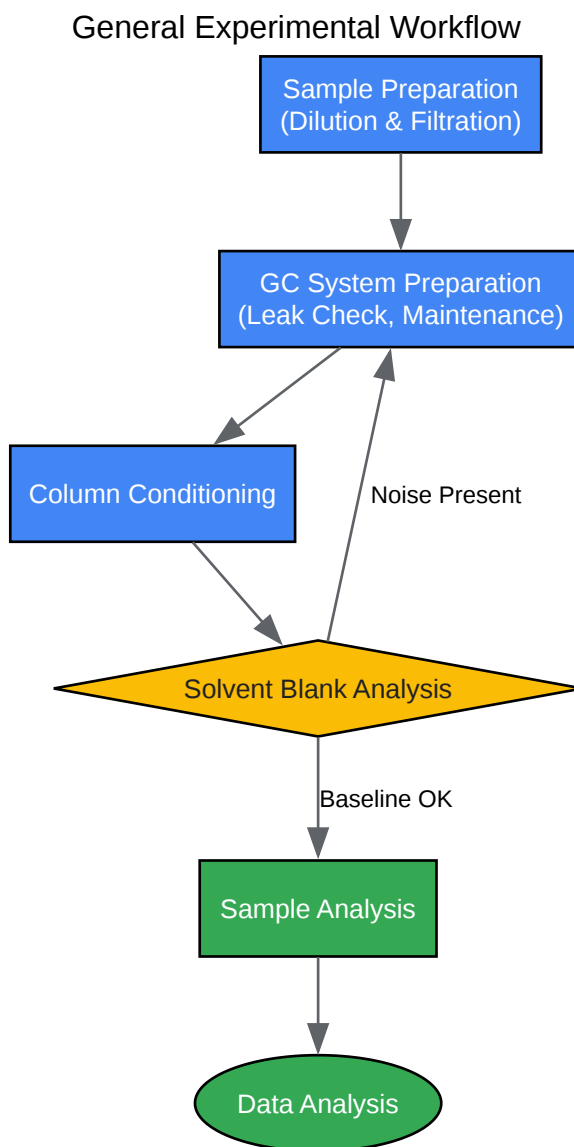 General Experimental Workflow
Sample Preparation
(Dilution & Filtration)
GC System Preparation
(Leak Check, Maintenance)
Column Conditioning
Noise Present
Solvent Blank Analysis
Baseline OK
Sample Analysis
Data Analysis